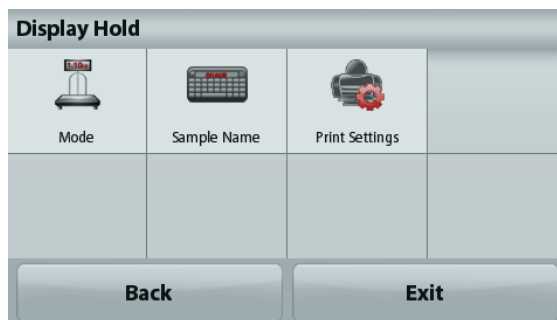 Display Hold
Mode
Sample Name
Print Settings
Back
Exit